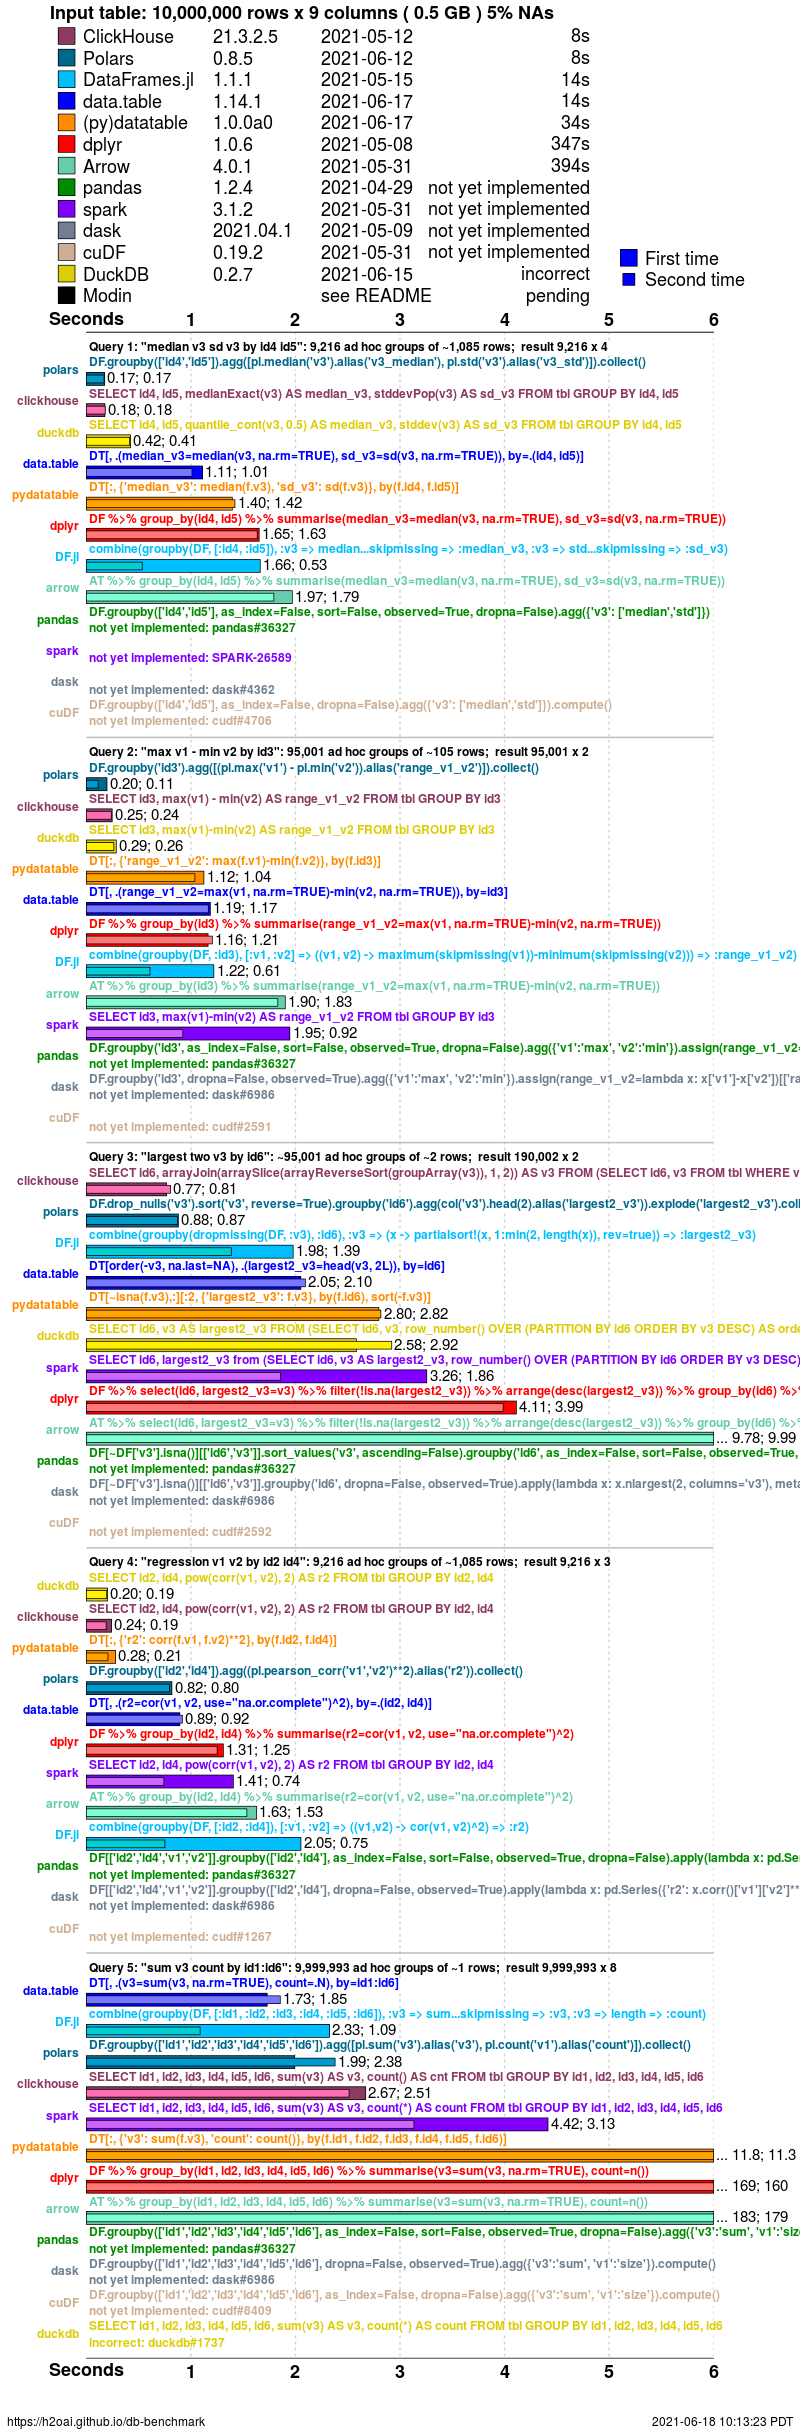 Input table: 10,000,000 rows x 9 columns ( 0.5 GB ) 5% NAs
ClickHouse 21.3.2.5 2021-05-12 8s
Polars 0.8.5 2021-06-12 8s
DataFrames.jl 1.1.1 2021-05-15 14s
data.table 1.14.1 2021-06-17 14s
(py)datatable 1.0.0a0 2021-06-17 34s
dplyr 1.0.6 2021-05-08 347s
Arrow 4.0.1 2021-05-31 394s
pandas 1.2.4 2021-04-29 not yet implemented
spark 3.1.2 2021-05-31 not yet implemented
dask 2021.04.1 2021-05-09 not yet implemented
cuDF 0.19.2 2021-05-31 not yet implemented
First time
DuckDB 0.2.7 2021-06-15 incorrect
Second time
Modin see README pending
Seconds 1 2 3 4 5 6
Query 1: "median v3 sd v3 by id4 id5": 9,216 ad hoc groups of ~1,085 rows; result 9,216 x 4
DF.groupby(['id4','id5']).agg([pl.median('v3').alias('v3_median'), pl.std('v3').alias('v3_std')]).collect()
polars 0.17; 0.17
SELECT id4, id5, medianExact(v3) AS median_v3, stddevPop(v3) AS sd_v3 FROM tbl GROUP BY id4, id5
clickhouse 0.18; 0.18
SELECT id4, id5, quantile_cont(v3, 0.5) AS median_v3, stddev(v3) AS sd_v3 FROM tbl GROUP BY id4, id5
duckdb 0.42; 0.41
DT[, .(median_v3=median(v3, na.rm=TRUE), sd_v3=sd(v3, na.rm=TRUE)), by=.(id4, id5)]
data.table 1.11; 1.01
DT[:, {'median_v3': median(f.v3), 'sd_v3': sd(f.v3)}, by(f.id4, f.id5)]
pydatatable 1.40; 1.42
DF %>% group_by(id4, id5) %>% summarise(median_v3=median(v3, na.rm=TRUE), sd_v3=sd(v3, na.rm=TRUE))
dplyr 1.65; 1.63
combine(groupby(DF, [:id4, :id5]), :v3 => median...skipmissing => :median_v3, :v3 => std...skipmissing => :sd_v3)
DF.jl 1.66; 0.53
AT %>% group_by(id4, id5) %>% summarise(median_v3=median(v3, na.rm=TRUE), sd_v3=sd(v3, na.rm=TRUE))
arrow 1.97; 1.79
DF.groupby(['id4','id5'], as_index=False, sort=False, observed=True, dropna=False).agg({'v3': ['median','std']})
pandas not yet implemented: pandas#36327
spark not yet implemented: SPARK-26589
dask not yet implemented: dask#4362
DF.groupby(['id4','id5'], as_index=False, dropna=False).agg({'v3': ['median','std']}).compute()
cuDF not yet implemented: cudf#4706
Query 2: "max v1 - min v2 by id3": 95,001 ad hoc groups of ~105 rows; result 95,001 x 2
DF.groupby('id3').agg([(pl.max('v1') - pl.min('v2')).alias('range_v1_v2')]).collect()
polars 0.20; 0.11
SELECT id3, max(v1) - min(v2) AS range_v1_v2 FROM tbl GROUP BY id3
clickhouse 0.25; 0.24
SELECT id3, max(v1)-min(v2) AS range_v1_v2 FROM tbl GROUP BY id3
duckdb 0.29; 0.26
DT[:, {'range_v1_v2': max(f.v1)-min(f.v2)}, by(f.id3)]
pydatatable 1.12; 1.04
DT[, .(range_v1_v2=max(v1, na.rm=TRUE)-min(v2, na.rm=TRUE)), by=id3]
data.table 1.19; 1.17
DF %>% group_by(id3) %>% summarise(range_v1_v2=max(v1, na.rm=TRUE)-min(v2, na.rm=TRUE))
dplyr 1.16; 1.21
combine(groupby(DF, :id3), [:v1, :v2] => ((v1, v2) -> maximum(skipmissing(v1))-minimum(skipmissing(v2))) => :range_v1_v2)
DF.jl 1.22; 0.61
AT %>% group_by(id3) %>% summarise(range_v1_v2=max(v1, na.rm=TRUE)-min(v2, na.rm=TRUE))
arrow 1.90; 1.83
SELECT id3, max(v1)-min(v2) AS range_v1_v2 FROM tbl GROUP BY id3
spark 1.95; 0.92
DF.groupby('id3', as_index=False, sort=False, observed=True, dropna=False).agg({'v1':'max', 'v2':'min'}).assign(range_v1_v2=
pandas not yet implemented: pandas#36327
DF.groupby('id3', dropna=False, observed=True).agg({'v1':'max', 'v2':'min'}).assign(range_v1_v2=lambda x: x['v1']-x['v2'])[['ra
dask not yet implemented: dask#6986
cuDF not yet implemented: cudf#2591
Query 3: "largest two v3 by id6": ~95,001 ad hoc groups of ~2 rows; result 190,002 x 2
SELECT id6, arrayJoin(arraySlice(arrayReverseSort(groupArray(v3)), 1, 2)) AS v3 FROM (SELECT id6, v3 FROM tbl WHERE v
clickhouse 0.77; 0.81
DF.drop_nulls('v3').sort('v3', reverse=True).groupby('id6').agg(col('v3').head(2).alias('largest2_v3')).explode('largest2_v3').coll
polars 0.88; 0.87
combine(groupby(dropmissing(DF, :v3), :id6), :v3 => (x -> partialsort!(x, 1:min(2, length(x)), rev=true)) => :largest2_v3)
DF.jl 1.98; 1.39
DT[order(-v3, na.last=NA), .(largest2_v3=head(v3, 2L)), by=id6]
data.table 2.05; 2.10
DT[~isna(f.v3),:][:2, {'largest2_v3': f.v3}, by(f.id6), sort(-f.v3)]
pydatatable 2.80; 2.82
SELECT id6, v3 AS largest2_v3 FROM (SELECT id6, v3, row_number() OVER (PARTITION BY id6 ORDER BY v3 DESC) AS orde
duckdb 2.58; 2.92
SELECT id6, largest2_v3 from (SELECT id6, v3 AS largest2_v3, row_number() OVER (PARTITION BY id6 ORDER BY v3 DESC)
spark 3.26; 1.86
DF %>% select(id6, largest2_v3=v3) %>% filter(!is.na(largest2_v3)) %>% arrange(desc(largest2_v3)) %>% group_by(id6) %>%
dplyr 4.11; 3.99
AT %>% select(id6, largest2_v3=v3) %>% filter(!is.na(largest2_v3)) %>% arrange(desc(largest2_v3)) %>% group_by(id6) %>%
arrow ... 9.78; 9.99
DF[~DF['v3'].isna()][['id6','v3']].sort_values('v3', ascending=False).groupby('id6', as_index=False, sort=False, observed=True,
pandas not yet implemented: pandas#36327
DF[~DF['v3'].isna()][['id6','v3']].groupby('id6', dropna=False, observed=True).apply(lambda x: x.nlargest(2, columns='v3'), meta
dask not yet implemented: dask#6986
cuDF not yet implemented: cudf#2592
Query 4: "regression v1 v2 by id2 id4": 9,216 ad hoc groups of ~1,085 rows; result 9,216 x 3
SELECT id2, id4, pow(corr(v1, v2), 2) AS r2 FROM tbl GROUP BY id2, id4
duckdb 0.20; 0.19
SELECT id2, id4, pow(corr(v1, v2), 2) AS r2 FROM tbl GROUP BY id2, id4
clickhouse 0.24; 0.19
DT[:, {'r2': corr(f.v1, f.v2)**2}, by(f.id2, f.id4)]
pydatatable 0.28; 0.21
DF.groupby(['id2','id4']).agg((pl.pearson_corr('v1','v2')**2).alias('r2')).collect()
polars 0.82; 0.80
DT[, .(r2=cor(v1, v2, use="na.or.complete")^2), by=.(id2, id4)]
data.table 0.89; 0.92
DF %>% group_by(id2, id4) %>% summarise(r2=cor(v1, v2, use="na.or.complete")^2)
dplyr 1.31; 1.25
SELECT id2, id4, pow(corr(v1, v2), 2) AS r2 FROM tbl GROUP BY id2, id4
spark 1.41; 0.74
AT %>% group_by(id2, id4) %>% summarise(r2=cor(v1, v2, use="na.or.complete")^2)
arrow 1.63; 1.53
combine(groupby(DF, [:id2, :id4]), [:v1, :v2] => ((v1,v2) -> cor(v1, v2)^2) => :r2)
DF.jl 2.05; 0.75
DF[['id2','id4','v1','v2']].groupby(['id2','id4'], as_index=False, sort=False, observed=True, dropna=False).apply(lambda x: pd.Ser
pandas not yet implemented: pandas#36327
DF[['id2','id4','v1','v2']].groupby(['id2','id4'], dropna=False, observed=True).apply(lambda x: pd.Series({'r2': x.corr()['v1']['v2']**
dask not yet implemented: dask#6986
cuDF not yet implemented: cudf#1267
Query 5: "sum v3 count by id1:id6": 9,999,993 ad hoc groups of ~1 rows; result 9,999,993 x 8
DT[, .(v3=sum(v3, na.rm=TRUE), count=.N), by=id1:id6]
data.table 1.73; 1.85
combine(groupby(DF, [:id1, :id2, :id3, :id4, :id5, :id6]), :v3 => sum...skipmissing => :v3, :v3 => length => :count)
DF.jl 2.33; 1.09
DF.groupby(['id1','id2','id3','id4','id5','id6']).agg([pl.sum('v3').alias('v3'), pl.count('v1').alias('count')]).collect()
polars 1.99; 2.38
SELECT id1, id2, id3, id4, id5, id6, sum(v3) AS v3, count() AS cnt FROM tbl GROUP BY id1, id2, id3, id4, id5, id6
clickhouse 2.67; 2.51
SELECT id1, id2, id3, id4, id5, id6, sum(v3) AS v3, count(*) AS count FROM tbl GROUP BY id1, id2, id3, id4, id5, id6
spark 4.42; 3.13
DT[:, {'v3': sum(f.v3), 'count': count()}, by(f.id1, f.id2, f.id3, f.id4, f.id5, f.id6)]
pydatatable ... 11.8; 11.3
DF %>% group_by(id1, id2, id3, id4, id5, id6) %>% summarise(v3=sum(v3, na.rm=TRUE), count=n())
dplyr ... 169; 160
AT %>% group_by(id1, id2, id3, id4, id5, id6) %>% summarise(v3=sum(v3, na.rm=TRUE), count=n())
arrow ... 183; 179
DF.groupby(['id1','id2','id3','id4','id5','id6'], as_index=False, sort=False, observed=True, dropna=False).agg({'v3':'sum', 'v1':'size
pandas not yet implemented: pandas#36327
DF.groupby(['id1','id2','id3','id4','id5','id6'], dropna=False, observed=True).agg({'v3':'sum', 'v1':'size'}).compute()
dask not yet implemented: dask#6986
DF.groupby(['id1','id2','id3','id4','id5','id6'], as_index=False, dropna=False).agg({'v3':'sum', 'v1':'size'}).compute()
cuDF not yet implemented: cudf#8409
SELECT id1, id2, id3, id4, id5, id6, sum(v3) AS v3, count(*) AS count FROM tbl GROUP BY id1, id2, id3, id4, id5, id6
duckdb incorrect: duckdb#1737
Seconds 1 2 3 4 5 6
https://h2oai.github.io/db-benchmark 2021-06-18 10:13:23 PDT